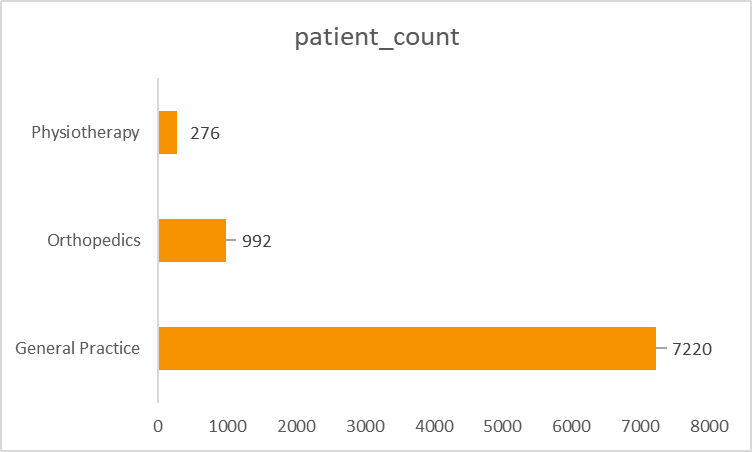 patient_count
Physiotherapy 276
Orthopedics 992
General Practice 7220
0 1000 2000 3000 4000 5000 6000 7000 8000